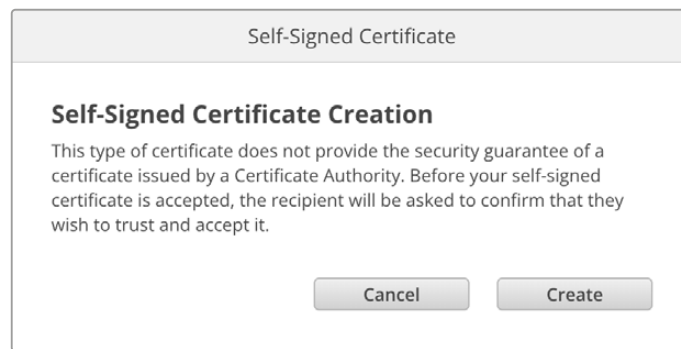 Self-Signed Certificate
Self-Signed Certificate Creation
This type of certificate does not provide the security guarantee of a
certificate issued by a Certificate Authority. Before your self-signed
certificate is accepted, the recipient will be asked to confirm that they
wish to trust and accept it.
Cancel Create